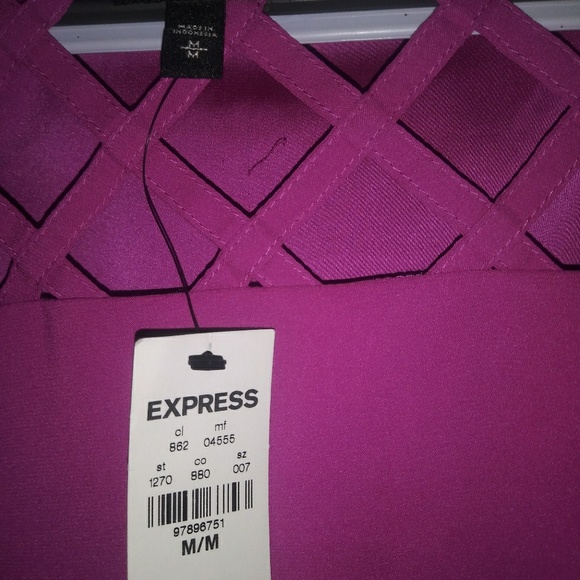 MADE IN
INDONESIA
M
M
EXPRESS
cl mf
862 04555
st co sz
1270 880 007
97896751
M/M